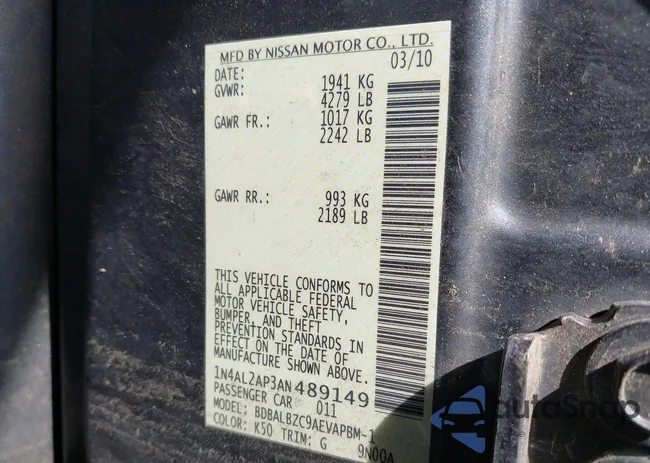 MFD BY NISSAN MOTOR CO., LTD.
DATE: 03/10
GVWR: 1941 KG
4279 LB
GAWR FR.: 1017 KG
2242 LB
GAWR RR.: 993 KG
2189 LB
THIS VEHICLE CONFORMS TO
ALL APPLICABLE FEDERAL
MOTOR VEHICLE SAFETY,
BUMPER, AND THEFT
PREVENTION STANDARDS IN
EFFECT ON THE DATE OF
MANUFACTURE SHOWN ABOVE.
1N4AL2AP3AN489149
PASSENGER CAR 011
MODEL: BDBALBZC9AEVAPBM-1
COLOR: K50 TRIM: G 9N00A
autoSnap